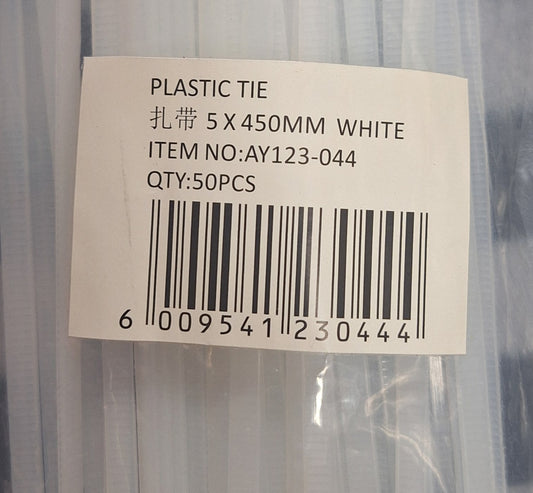 PLASTIC TIE
扎带 5 X 450MM WHITE
ITEM NO:AY123-044
QTY:50PCS
6 009541 230444